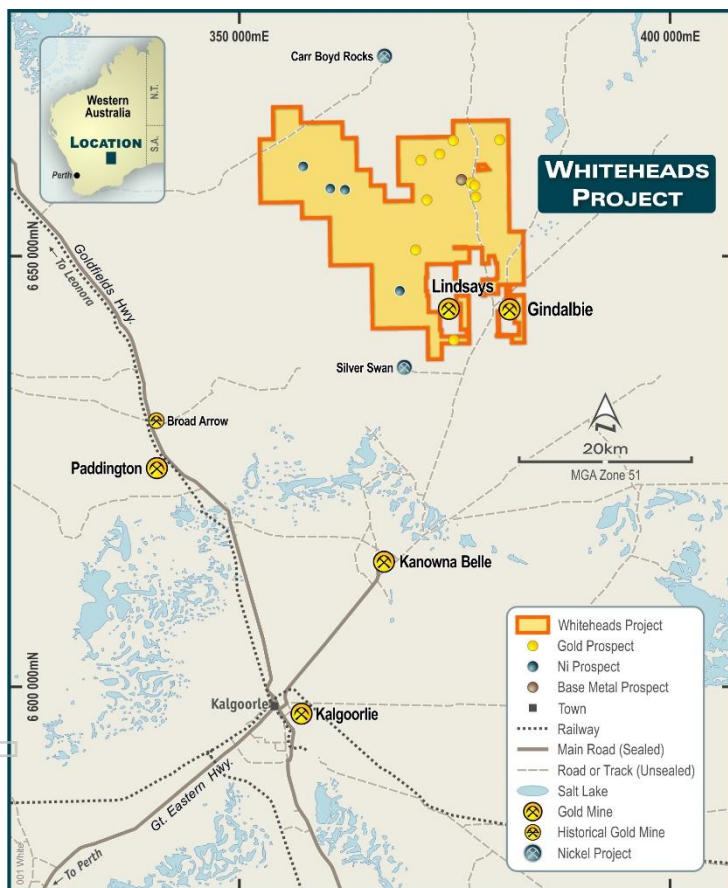 350 000mE
400 000mE
Carr Boyd Rocks
Western
Australia
N.T.
S.A.
LOCATION
Perth
WHITEHEADS
PROJECT
6 650 000mN
To Leonora
Goldfields Hwy.
Lindsays
Gindalbie
Silver Swan
Broad Arrow
Paddington
20km
MGA Zone 51
Kanowna Belle
6 600 000mN
Kalgoorlie
Kalgoorlie
Gt. Eastern Hwy.
To Perth
001 White
Whiteheads Project
Gold Prospect
Ni Prospect
Base Metal Prospect
Town
Railway
Main Road (Sealed)
Road or Track (Unsealed)
Salt Lake
Gold Mine
Historical Gold Mine
Nickel Project